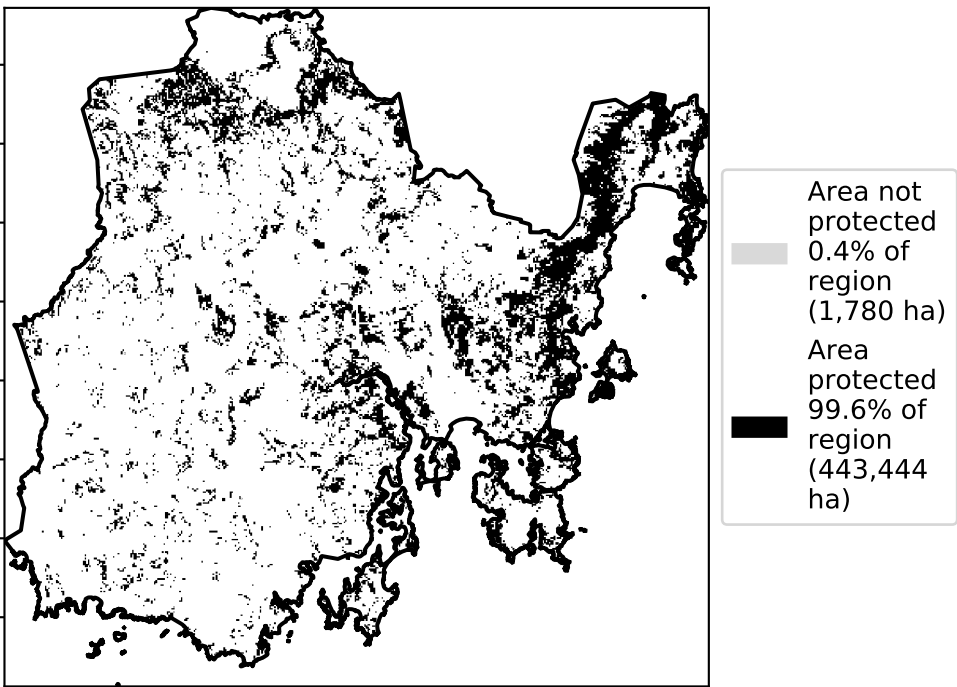 Area not
protected
0.4% of
region
(1,780 ha)
Area
protected
99.6% of
region
(443,444
ha)